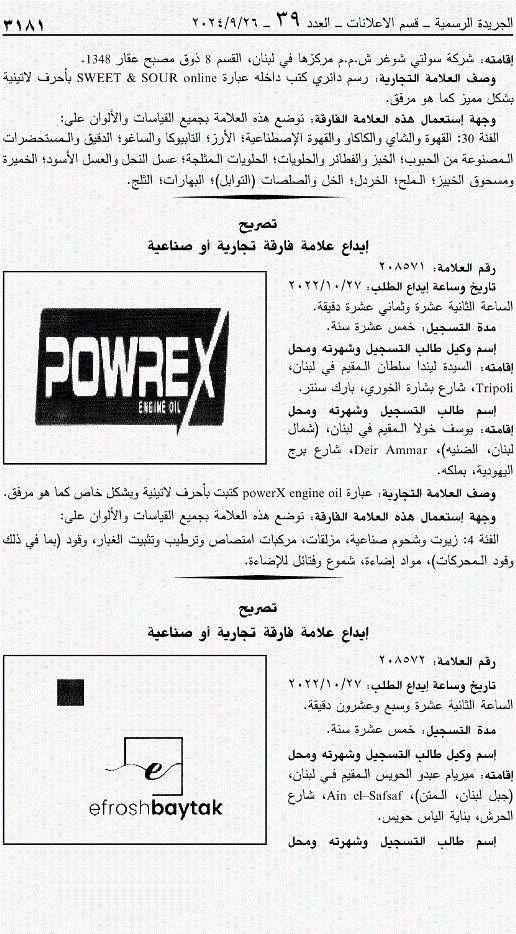 الجريدة الرسمية ــ قسم الاعلانات ــ العدد ٣٩ ــ ٢٠٢٤/٩/٢٦
٣١٨١
إقامته: شركة سولتي شوغر ش.م.م مركزها في لبنان، القسم 8 ذوق مصبح عقار 1348.
وصف العلامة التجارية: رسم دائري كتب داخله عبارة SWEET & SOUR online بأحرف لاتينية
بشكل مميز كما هو مرفق.
وجهة إستعمال هذه العلامة الفارقة: توضع هذه العلامة بجميع القياسات والألوان على:
الفئة 30: القهوة والشاي والكاكاو والقهوة الإصطناعية؛ الأرز؛ التابيوكا والساغو؛ الدقيق والمستحضرات
المصنوعة من الحبوب؛ الخبز والفطائر والحلويات؛ الحلويات المثلجة؛ عسل النحل والعسل الأسود؛ الخميرة
ومسحوق الخبيز؛ الملح؛ الخردل؛ الخل والصلصات (التوابل)؛ البهارات؛ الثلج.
تصريح
إيداع علامة فارقة تجارية أو صناعية
رقم العلامة: ٢٠٨٥٧١
تاريخ وساعة إيداع الطلب: ٢٠٢٢/١٠/٢٧
الساعة الثانية عشرة وثماني عشرة دقيقة.
مدة التسجيل: خمس عشرة سنة.
إسم وكيل طالب التسجيل وشهرته ومحل
إقامته: السيدة ليندا سلطان المقيم في لبنان،
Tripoli، شارع بشارة الخوري، بارك سنتر.
إسم طالب التسجيل وشهرته ومحل
إقامته: يوسف خولا المقيم في لبنان، (شمال
لبنان، الضنيه)، Deir Ammar، شارع برج
اليهودية، بملكه.
POWREX
ENGINE OIL
وصف العلامة التجارية: عبارة powerX engine oil كتبت بأحرف لاتينية وبشكل خاص كما هو مرفق.
وجهة إستعمال هذه العلامة الفارقة: توضع هذه العلامة بجميع القياسات والألوان على:
الفئة 4: زيوت وشحوم صناعية، مزلقات، مركبات امتصاص وترطيب وتثبيت الغبار، وقود (بما في ذلك
وقود المحركات)، مواد إضاءة، شموع وفتائل للإضاءة.
تصريح
إيداع علامة فارقة تجارية أو صناعية
رقم العلامة: ٢٠٨٥٧٢
تاريخ وساعة إيداع الطلب: ٢٠٢٢/١٠/٢٧
الساعة الثانية عشرة وسبع وعشرون دقيقة.
مدة التسجيل: خمس عشرة سنة.
إسم وكيل طالب التسجيل وشهرته ومحل
إقامته: ميريام عبدو الحويس المقيم في لبنان،
(جبل لبنان، المتن)، Ain el–Safsaf، شارع
الحرش، بناية الياس حويس.
إسم طالب التسجيل وشهرته ومحل
e
efroshbaytak